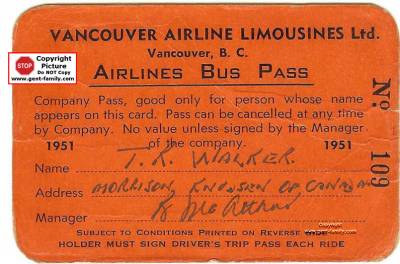 VANCOUVER AIRLINE LIMOUSINES Ltd.
Vancouver, B. C.
AIRLINES BUS PASS
STOP
Copyright
Picture
Do NOT Copy
www.gent-family.com
No. 109
Company Pass, good only for person whose name
appears on this card. Pass can be cancelled at any time
by Company. No value unless signed by the Manager
of the company.
1951
1951
Name T. R. WALKER.
Address MORRISON, KNUDSEN OF CANADA
Manager R McArthur
SUBJECT TO CONDITIONS PRINTED ON REVERSE SIDE
HOLDER MUST SIGN DRIVER'S TRIP PASS EACH RIDE